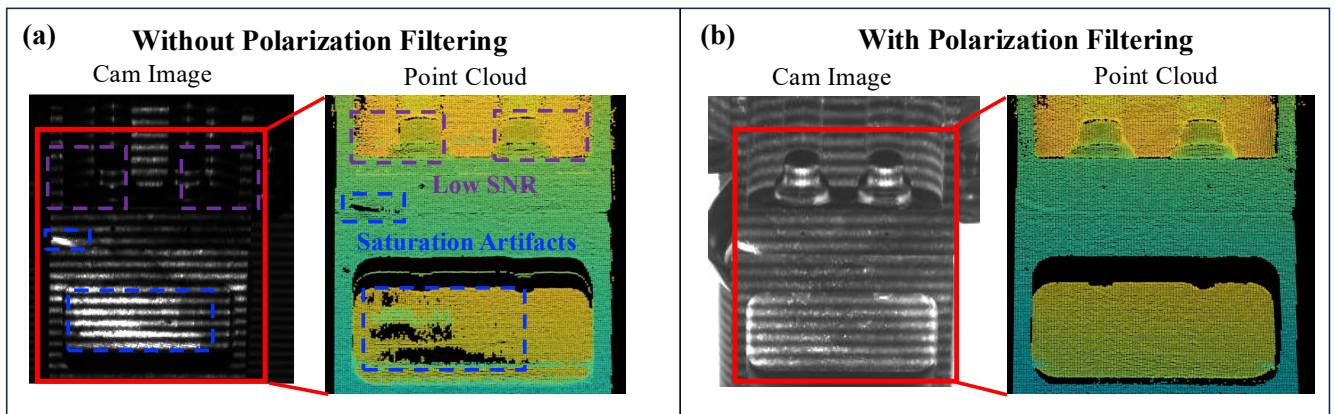 (a)
Without Polarization Filtering
Cam Image
Point Cloud
Low SNR
Saturation Artifacts
(b)
With Polarization Filtering
Cam Image
Point Cloud